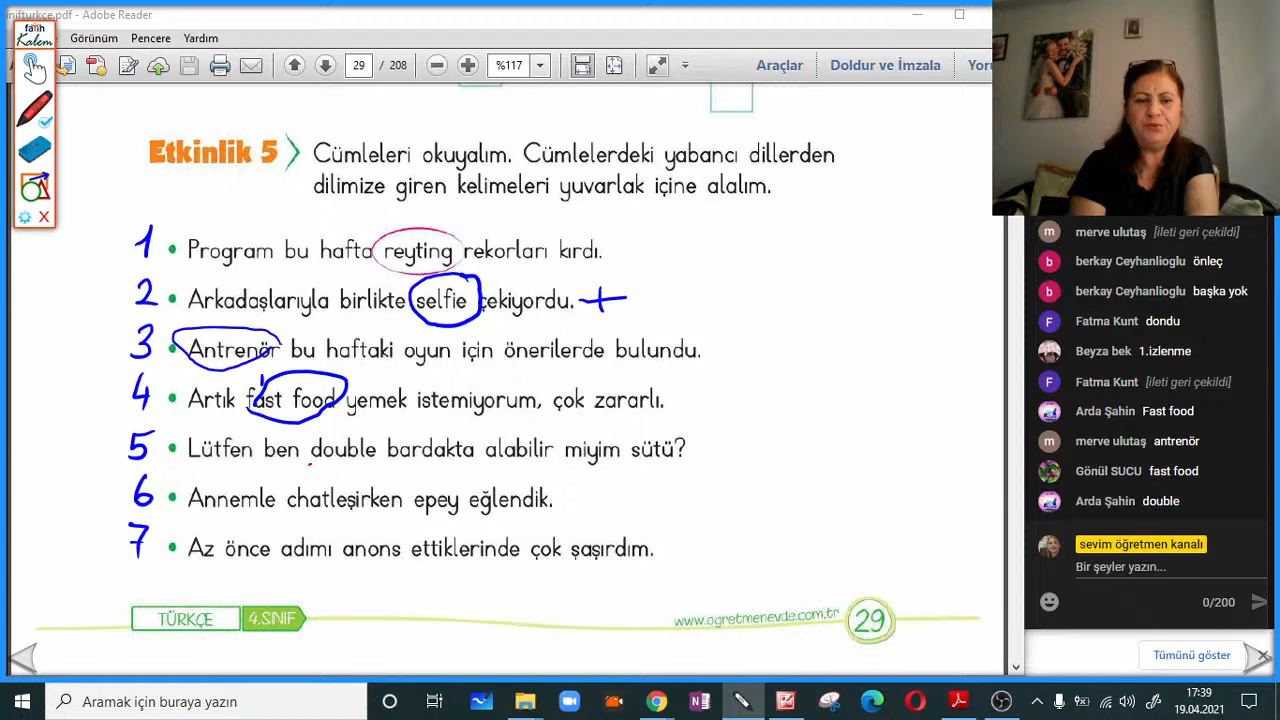 niftturkce.pdf - Adobe Reader
fatih
Kalem
Görünüm Pencere Yardım
29 / 208
%117
Araçlar
Doldur ve İmzala
Etkinlik 5
Cümleleri okuyalım. Cümlelerdeki yabancı dillerden
dilimize giren kelimeleri yuvarlak içine alalım.
1 • Program bu hafta reyting rekorları kırdı.
2 • Arkadaşlarıyla birlikte selfie çekiyordu. +
3 • Antrenör bu haftaki oyun için önerilerde bulundu.
4 • Artık fast food yemek istemiyorum, çok zararlı.
5 • Lütfen ben double bardakta alabilir miyim sütü?
6 • Annemle chatleşirken epey eğlendik.
7 • Az önce adımı anons ettiklerinde çok şaşırdım.
TÜRKÇE 4.SINIF
www.ogretmenevde.com.tr
29
m merve ulutaş [ileti geri çekildi]
b berkay Ceyhanlioglu önleç
b berkay Ceyhanlioglu başka yok
F Fatma Kunt dondu
Beyza bek 1.izlenme
F Fatma Kunt [ileti geri çekildi]
Arda Şahin Fast food
m merve ulutaş antrenör
Gönül SUCU fast food
Arda Şahin double
sevim öğretmen kanalı
Bir şeyler yazın...
0/200
Tümünü göster
Aramak için buraya yazın
17:39
19.04.2021